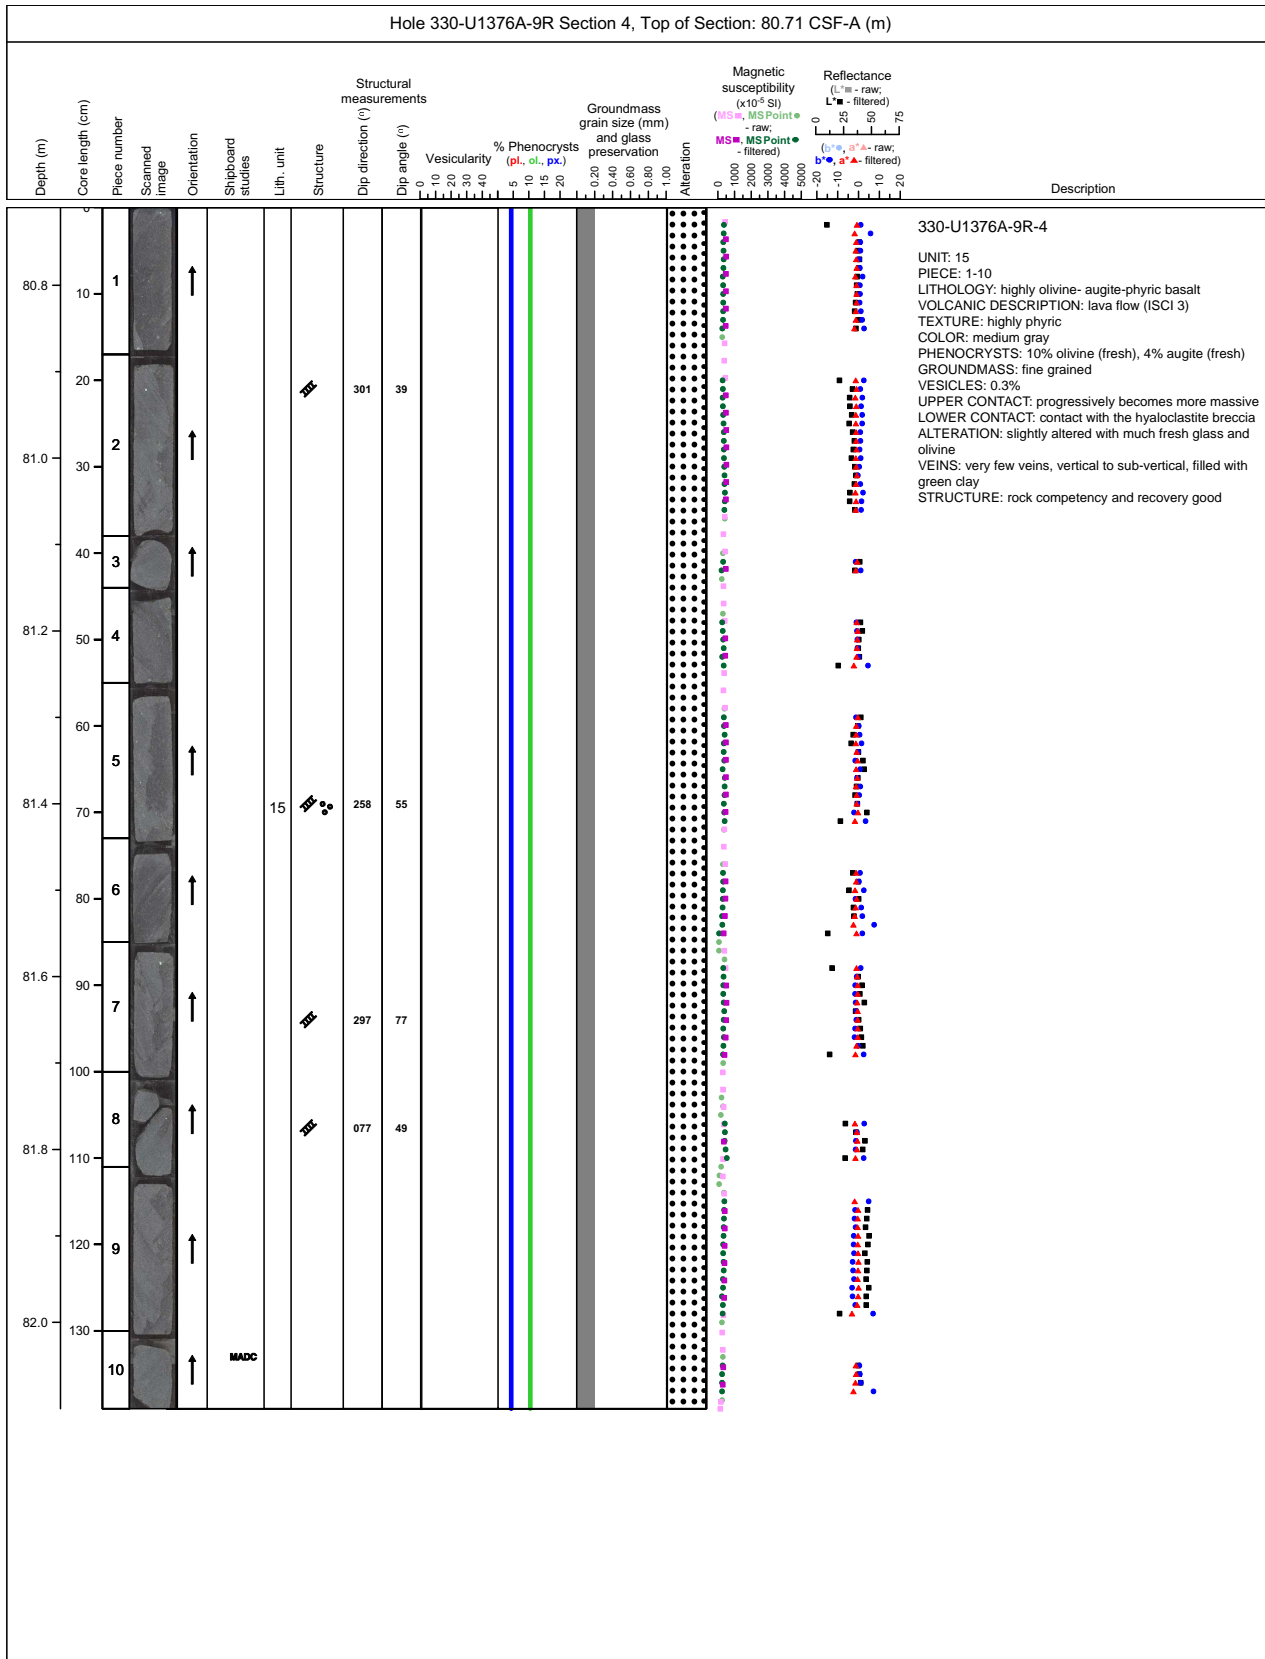 Hole 330-U1376A-9R Section 4, Top of Section: 80.71 CSF-A (m)
Depth (m)
Core length (cm)
Piece number
Scanned
image
Orientation
Shipboard
studies
Lith. unit
Structure
Structural
measurements
Dip direction (º)
Dip angle (º)
Vesicularity
0 10 20 30 40
% Phenocrysts
(pl., ol., px.)
5 10 15 20
Groundmass
grain size (mm)
and glass
preservation
0.20 0.40 0.60 0.80 1.00
Alteration
Magnetic
susceptibility
(x10⁻⁵ SI)
(MS■, MSPoint●
- raw;
MS■, MSPoint●
- filtered)
0 1000 2000 3000 4000 5000
Reflectance
(L*■ - raw;
L*■ - filtered)
0 25 50 75
(b*●, a*▲- raw;
b*●, a*▲- filtered)
-20 -10 0 10 20
Description
0
330-U1376A-9R-4
UNIT: 15
PIECE: 1-10
LITHOLOGY: highly olivine- augite-phyric basalt
VOLCANIC DESCRIPTION: lava flow (ISCI 3)
TEXTURE: highly phyric
COLOR: medium gray
PHENOCRYSTS: 10% olivine (fresh), 4% augite (fresh)
GROUNDMASS: fine grained
VESICLES: 0.3%
UPPER CONTACT: progressively becomes more massive
LOWER CONTACT: contact with the hyaloclastite breccia
ALTERATION: slightly altered with much fresh glass and
olivine
VEINS: very few veins, vertical to sub-vertical, filled with
green clay
STRUCTURE: rock competency and recovery good
1
80.8
10
20
301 39
2
81.0
30
40
3
81.2
4
50
60
5
81.4
70
15
258 55
6
80
81.6
90
7
297 77
100
8
077 49
81.8
110
9
120
82.0
130
MADC
10